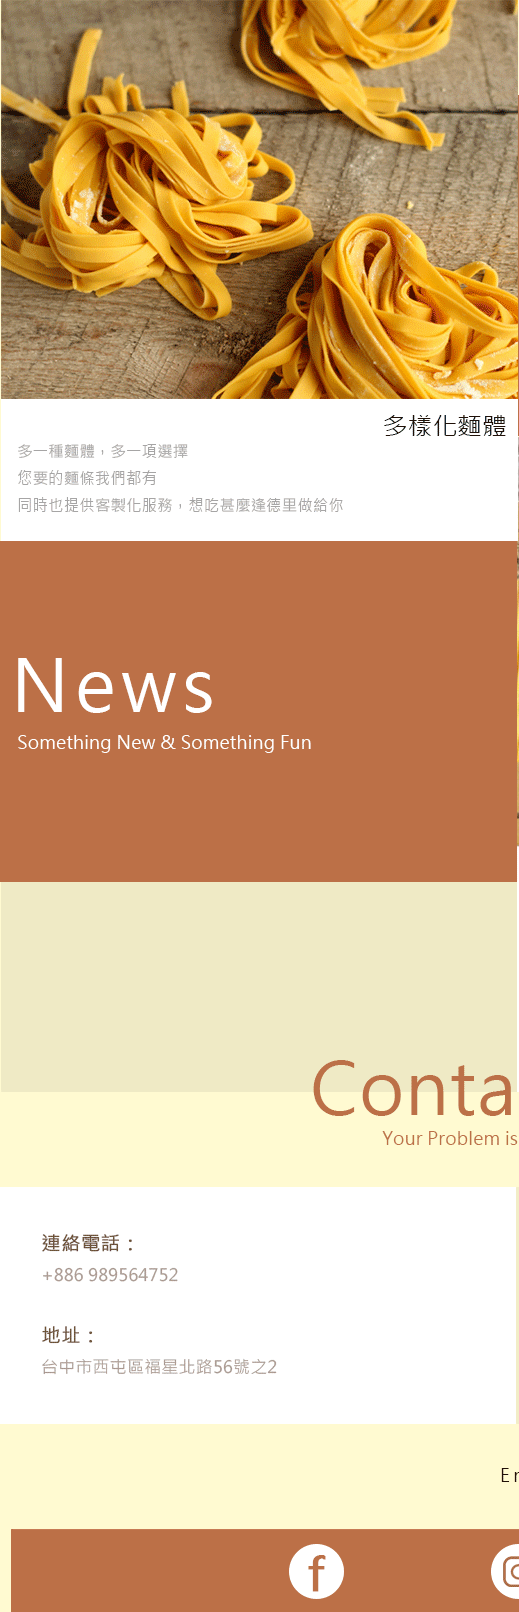 多樣化麵體
多一種麵體，多一項選擇
您要的麵條我們都有
同時也提供客製化服務，想吃甚麼逢德里做給你
News
Something New & Something Fun
Conta
Your Problem is
連絡電話：
+886 989564752
地址：
台中市西屯區福星北路56號之2
E
f